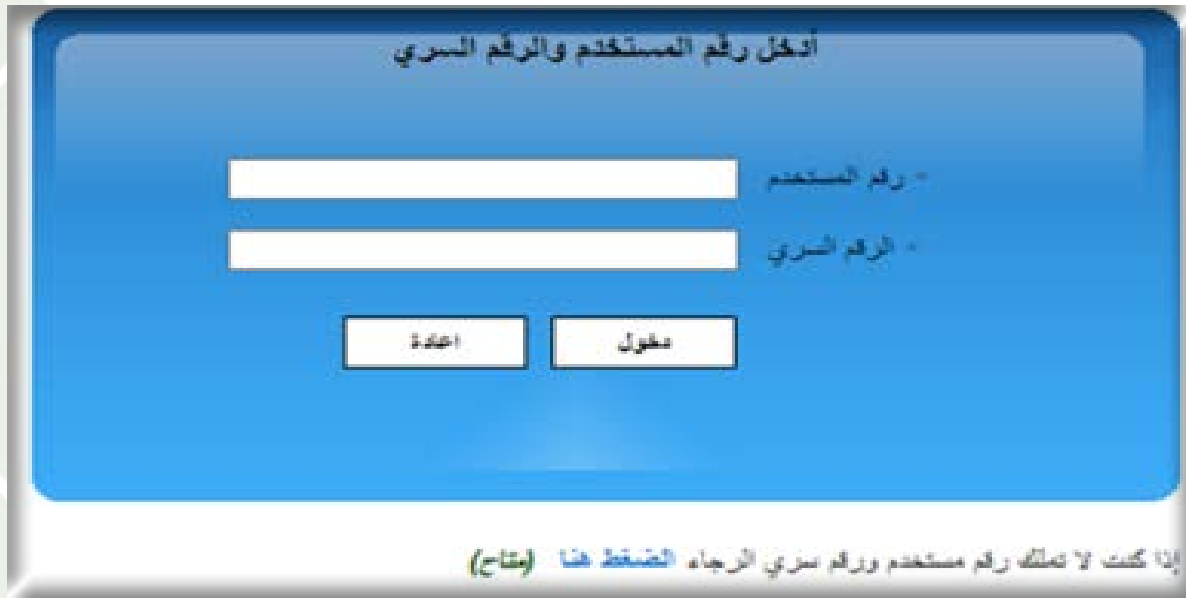 أدخل رقم المستخدم والرقم السري
- رقم المستخدم
- الرقم السري
دخول اعادة
إذا كنت لا تملك رقم مستخدم ورقم سري الرجاء الضغط هنا (متاح)